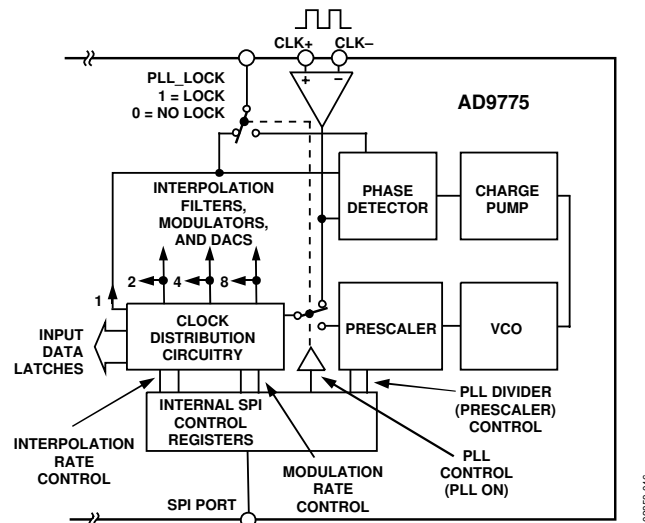 CLK+ CLK–
PLL_LOCK
1 = LOCK
0 = NO LOCK
+ –
AD9775
INTERPOLATION
FILTERS,
MODULATORS,
AND DACS
PHASE
DETECTOR
CHARGE
PUMP
2 4 8
1
INPUT
DATA
LATCHES
CLOCK
DISTRIBUTION
CIRCUITRY
PRESCALER
VCO
INTERNAL SPI
CONTROL
REGISTERS
PLL DIVIDER
(PRESCALER)
CONTROL
INTERPOLATION
RATE
CONTROL
MODULATION
RATE
CONTROL
PLL
CONTROL
(PLL ON)
SPI PORT